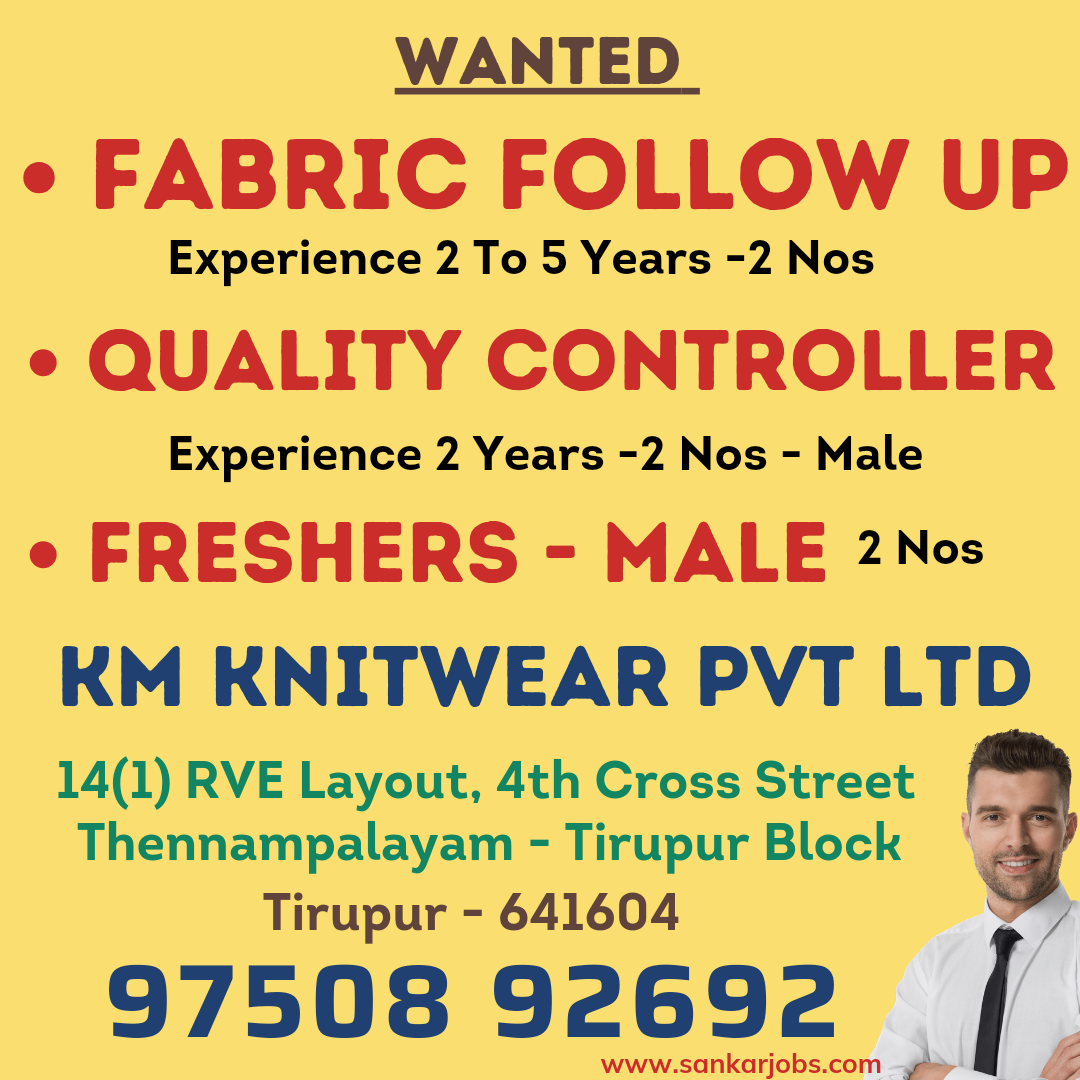 WANTED
• FABRIC FOLLOW UP
Experience 2 To 5 Years -2 Nos
• QUALITY CONTROLLER
Experience 2 Years -2 Nos - Male
• FRESHERS - MALE 2 Nos
KM KNITWEAR PVT LTD
14(1) RVE Layout, 4th Cross Street
Thennampalayam - Tirupur Block
Tirupur - 641604
97508 92692
www.sankarjobs.com